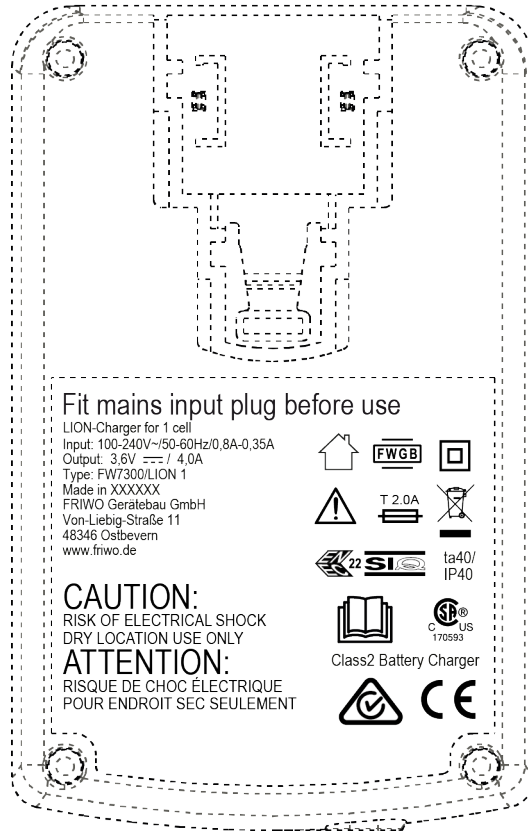 Fit mains input plug before use
LION-Charger for 1 cell
Input: 100-240V~/50-60Hz/0,8A-0,35A
Output: 3,6V ⎓ / 4,0A
Type: FW7300/LION 1
Made in XXXXXX
FRIWO Gerätebau GmbH
Von-Liebig-Straße 11
48346 Ostbevern
www.friwo.de
CAUTION:
RISK OF ELECTRICAL SHOCK
DRY LOCATION USE ONLY
ATTENTION:
RISQUE DE CHOC ÉLECTRIQUE
POUR ENDROIT SEC SEULEMENT
FWGB
T 2.0A
22 SIQ
ta40/
IP40
C SA ® US
170593
Class2 Battery Charger
CE